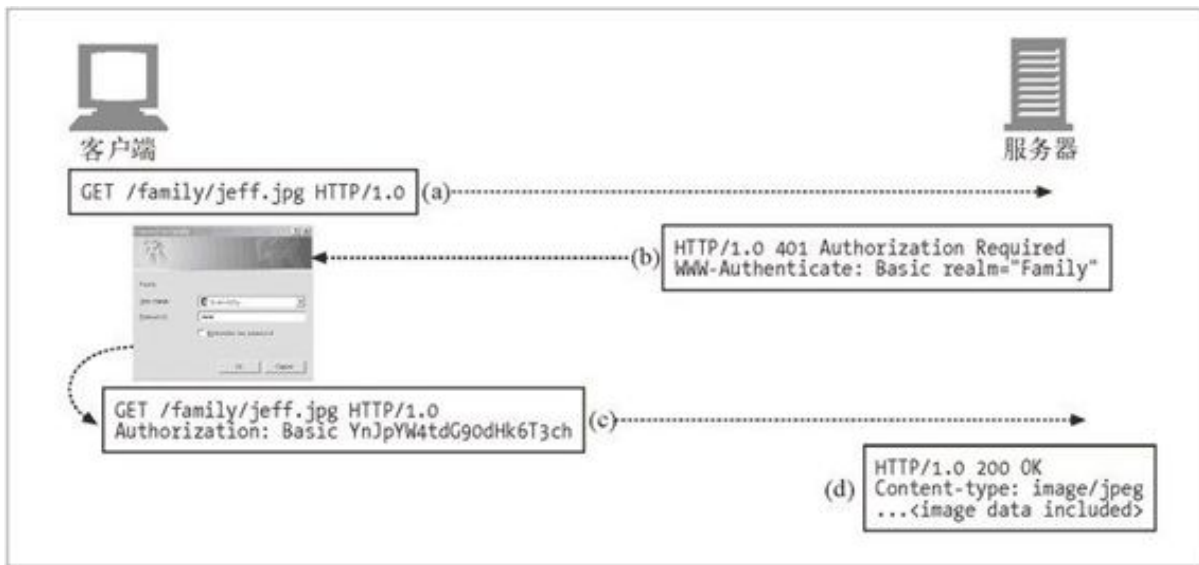 客户端
服务器
GET /family/jeff.jpg HTTP/1.0
(a)
(b)
HTTP/1.0 401 Authorization Required
WWW-Authenticate: Basic realm="Family"
GET /family/jeff.jpg HTTP/1.0
Authorization: Basic YnJpYW4tdG90dHk6T3ch
(c)
(d)
HTTP/1.0 200 OK
Content-type: image/jpeg
...<image data included>